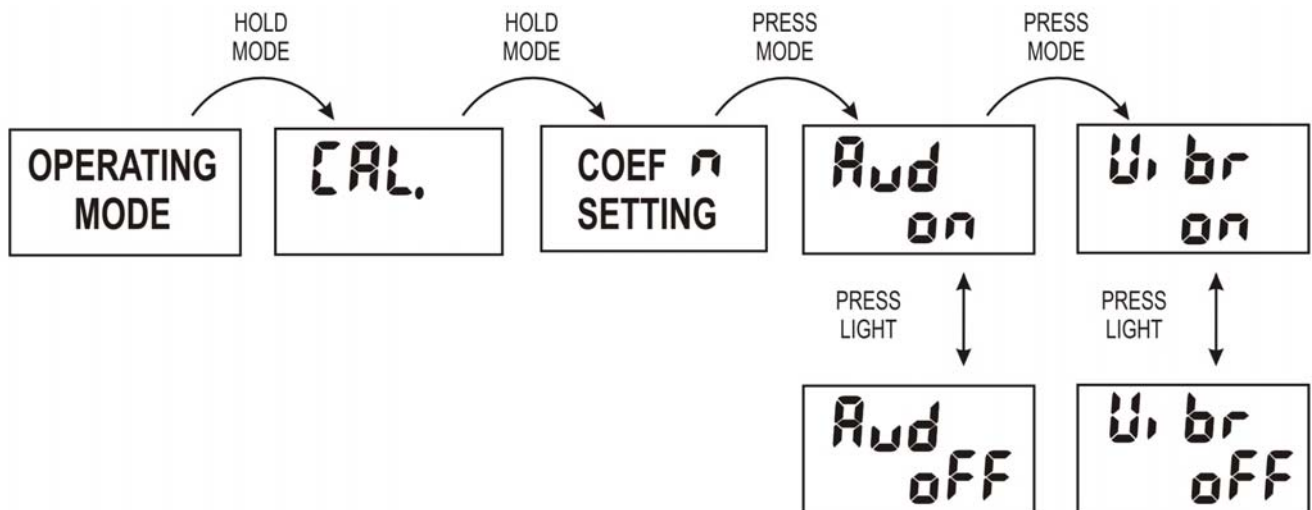 HOLD
MODE
HOLD
MODE
PRESS
MODE
PRESS
MODE
OPERATING
MODE
CAL.
COEF n
SETTING
Aud
on
Vibr
on
PRESS
LIGHT
PRESS
LIGHT
Aud
oFF
Vibr
oFF